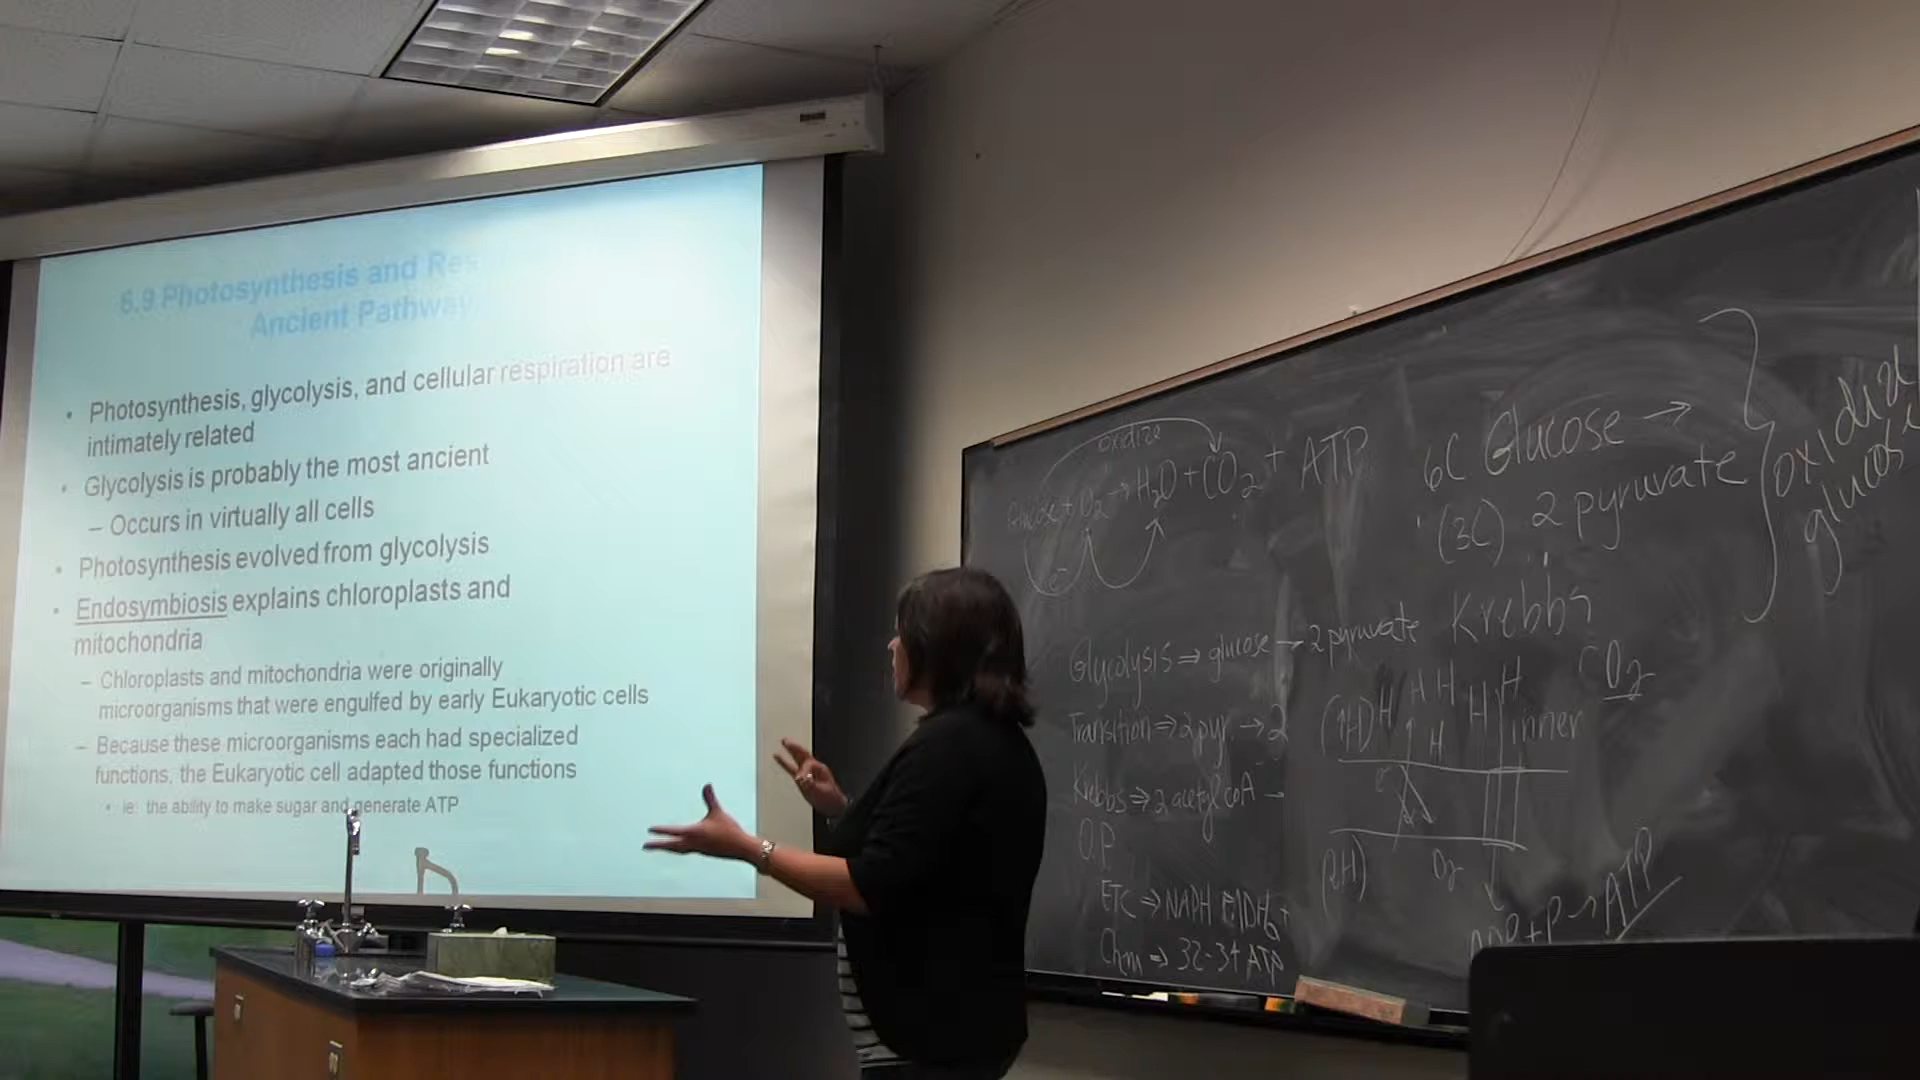 6.9 Photosynthesis and Res
Ancient Pathway
• Photosynthesis, glycolysis, and cellular respiration are
intimately related
• Glycolysis is probably the most ancient
– Occurs in virtually all cells
• Photosynthesis evolved from glycolysis
• Endosymbiosis explains chloroplasts and
mitochondria
– Chloroplasts and mitochondria were originally
microorganisms that were engulfed by early Eukaryotic cells
– Because these microorganisms each had specialized
functions, the Eukaryotic cell adapted those functions
• ie: the ability to make sugar and generate ATP
oxidize
Glucose + O2 → H2O + CO2 + ATP
e-
Glycolysis ⇒ glucose → 2 pyruvate
Transition ⇒ 2 pyr. → 2
Krebbs ⇒ 2 acetyl coA →
O.P
ETC ⇒ NADH
Chm ⇒ 32-34 ATP
6C Glucose →
(3C) 2 pyruvate
Krebbs
CO2
H H H H H H inner
O2
ADP+P → ATP
oxidize
glucose